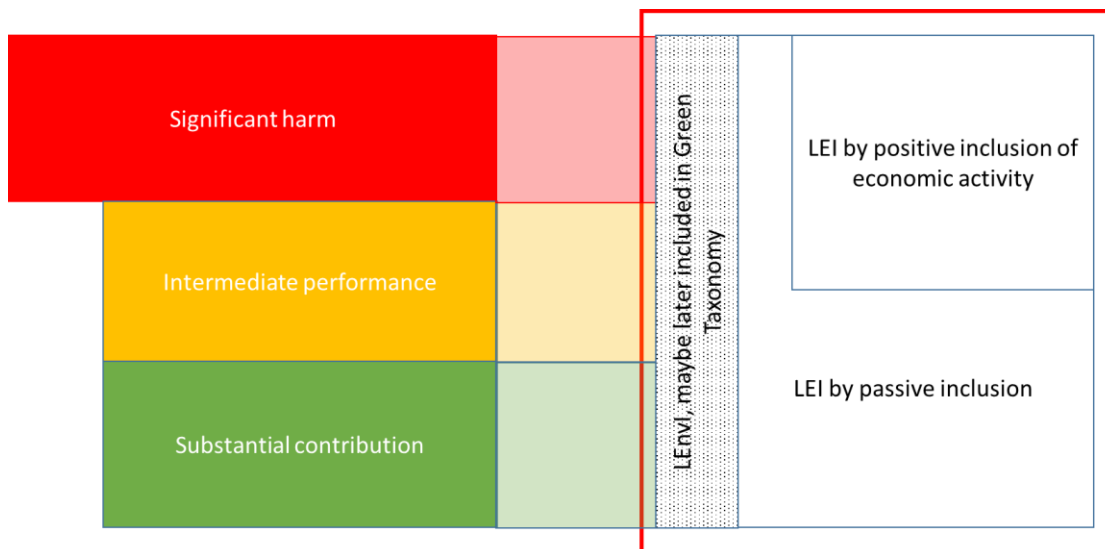 Significant harm
Intermediate performance
Substantial contribution
LEnvI, maybe later included in Green
Taxonomy
LEI by positive inclusion of
economic activity
LEI by passive inclusion